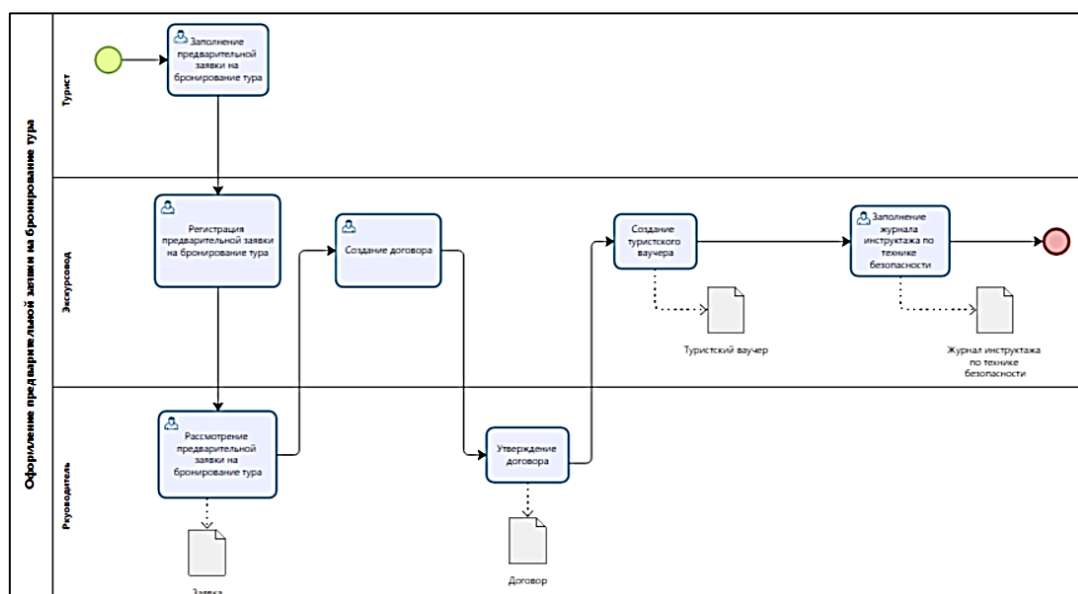 Оформление предварительной заявки на бронирование тура
Турист
Заполнение
предварительной
заявки на
бронирование тура
Экскурсовод
Регистрация
предварительной заявки
на бронирование тура
Создание договора
Создание
туристского
ваучера
Заполнение
журнала
инструктажа по
технике
безопасности
Туристский ваучер
Журнал инструктажа
по технике
безопасности
Ркуоводитель
Рассмотрение
предварительной
заявки на
бронирование тура
Утверждение
договора
Заявка
Договор